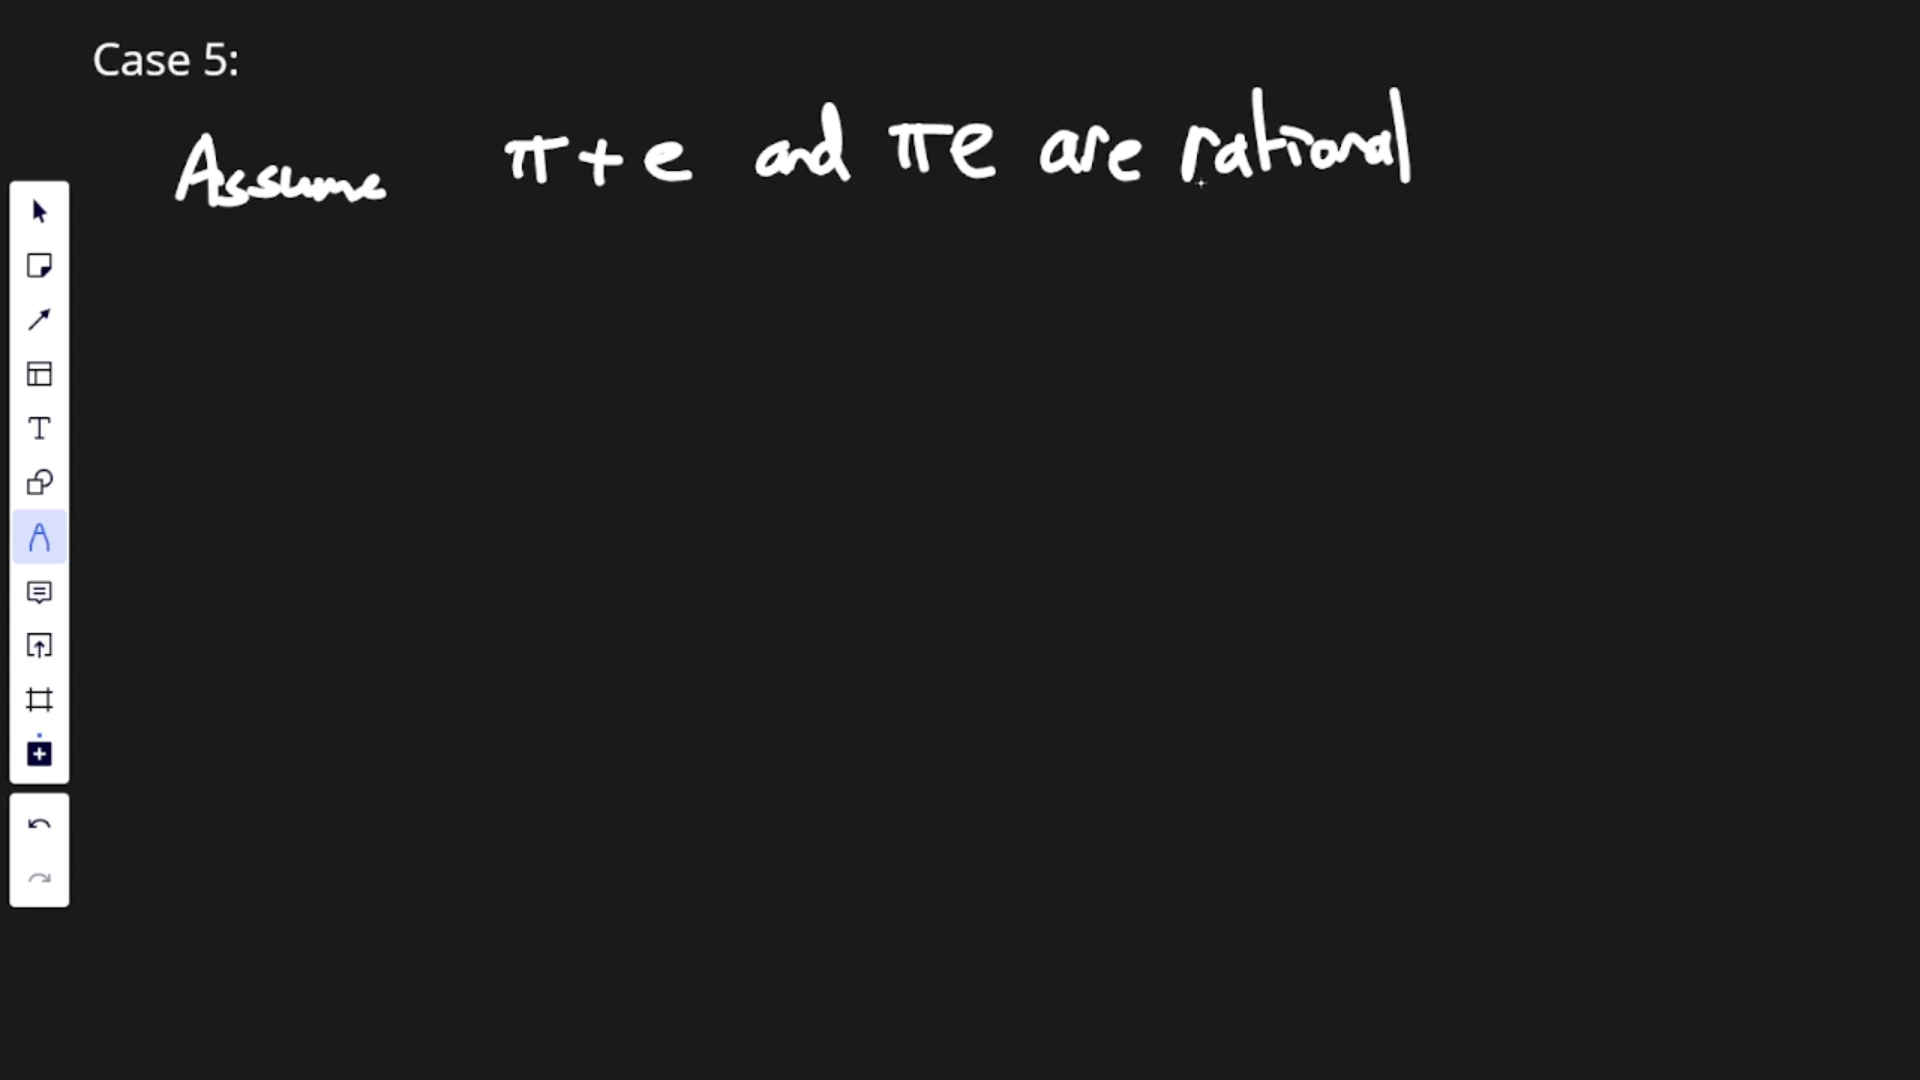 Case 5:
Assume π+e and πe are rational
T